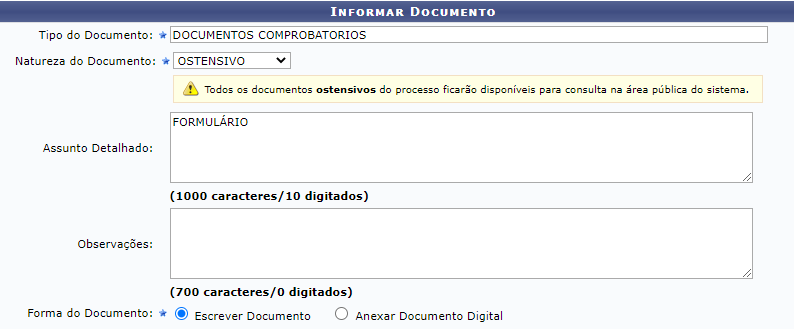 INFORMAR DOCUMENTO
Tipo do Documento: DOCUMENTOS COMPROBATORIOS
Natureza do Documento: OSTENSIVO
Todos os documentos ostensivos do processo ficarão disponíveis para consulta na área pública do sistema.
FORMULÁRIO
Assunto Detalhado:
(1000 caracteres/10 digitados)
Observações:
(700 caracteres/0 digitados)
Forma do Documento: Escrever Documento Anexar Documento Digital